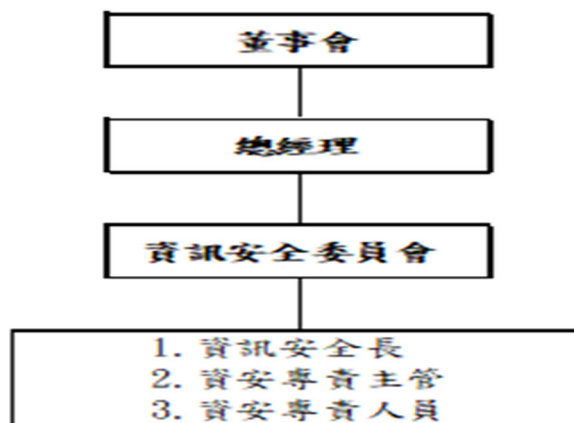 董事會
總經理
資訊安全委員會
1. 資訊安全長
2. 資安專責主管
3. 資安專責人員